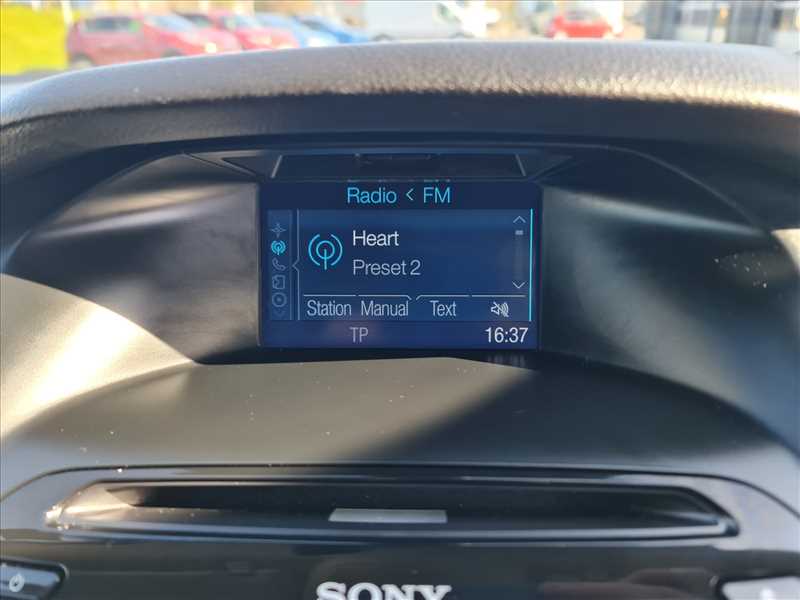 Radio < FM
Heart
Preset 2
Station Manual Text
TP 16:37
SONY